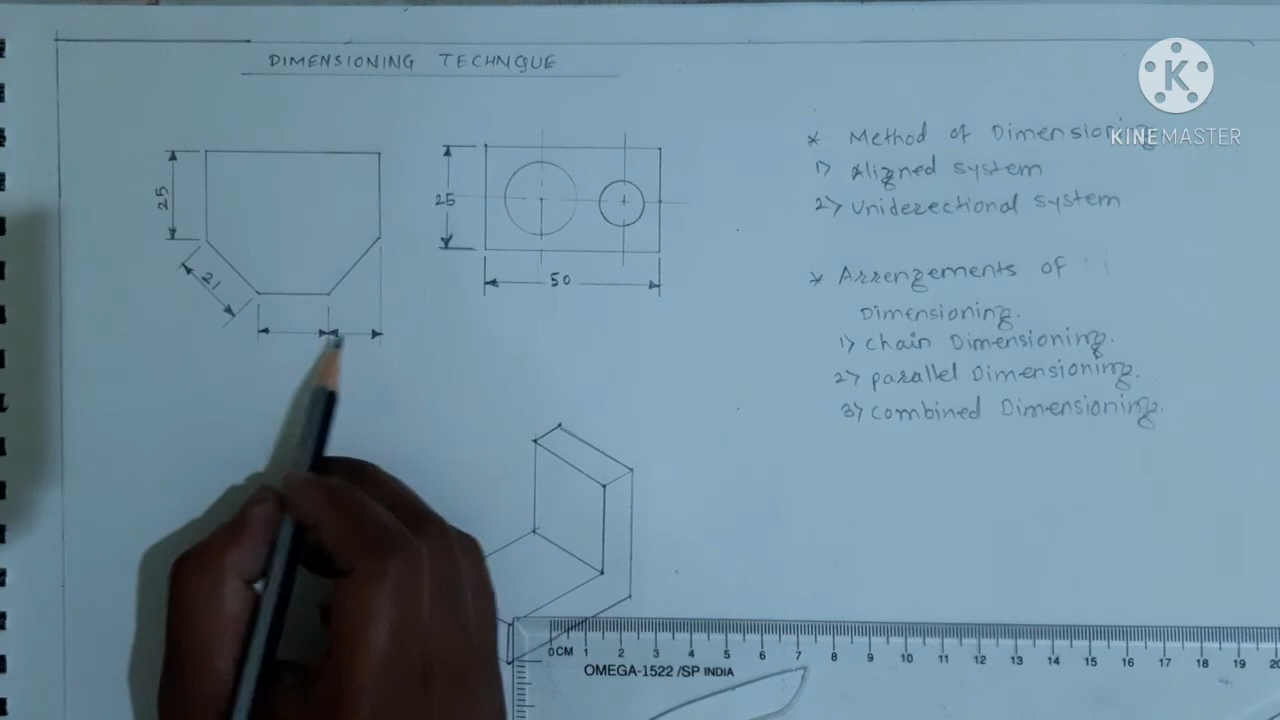 DIMENSIONING TECHNQUE
KINEMASTER
* Method of Dimensioning
1) Aligned system
2) Uniderectional system
* Arrengements of
Dimensioning.
1) Chain Dimensioning.
2) parallel Dimensioning.
3) Combined Dimensioning.
25
21
25
50
0CM 1 2 3 4 5 6 7 8 9 10 11 12 13 14 15 16 17 18 19 20
OMEGA-1522 /SP INDIA